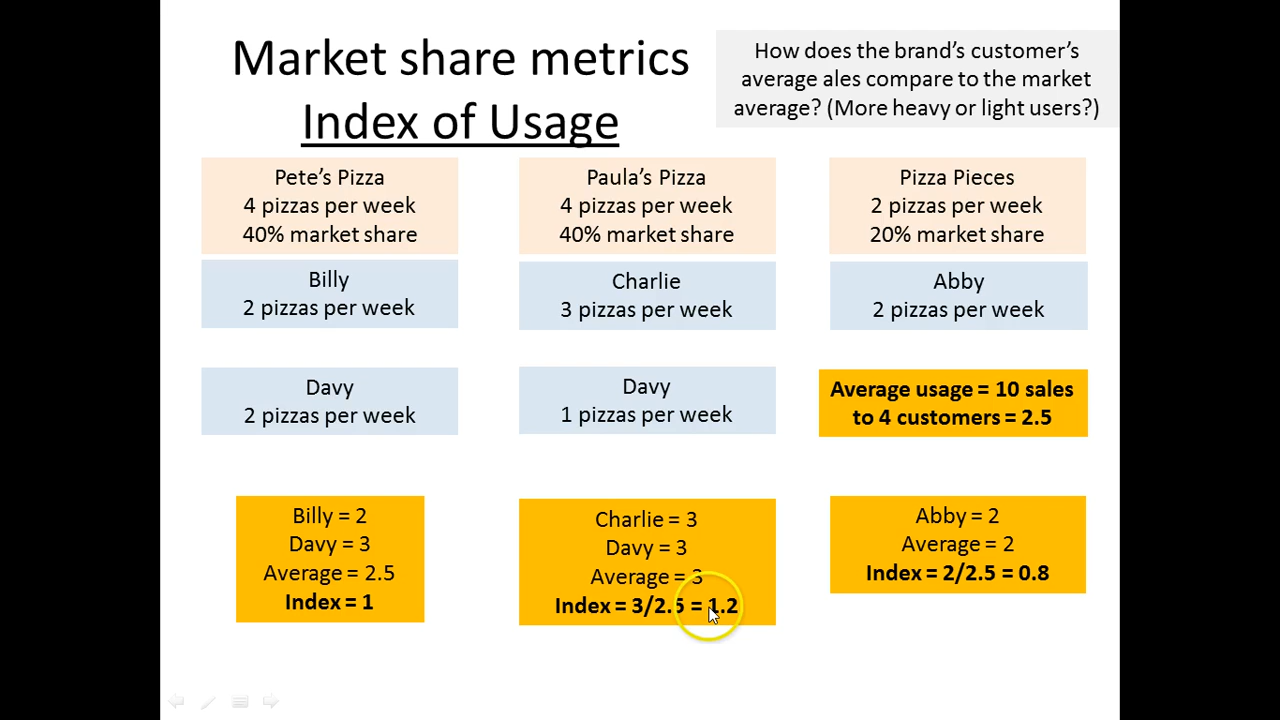 Market share metrics
Index of Usage
How does the brand's customer's
average ales compare to the market
average? (More heavy or light users?)
Pete's Pizza
4 pizzas per week
40% market share
Paula's Pizza
4 pizzas per week
40% market share
Pizza Pieces
2 pizzas per week
20% market share
Billy
2 pizzas per week
Charlie
3 pizzas per week
Abby
2 pizzas per week
Davy
2 pizzas per week
Davy
1 pizzas per week
Average usage = 10 sales
to 4 customers = 2.5
Billy = 2
Davy = 3
Average = 2.5
Index = 1
Charlie = 3
Davy = 3
Average = 3
Index = 3/2.5 = 1.2
Abby = 2
Average = 2
Index = 2/2.5 = 0.8